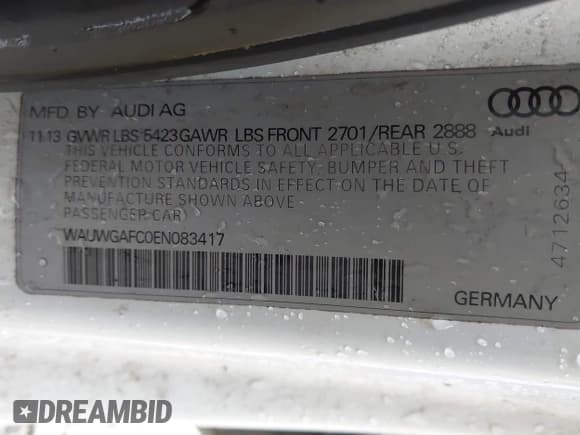 MFD. BY AUDI AG
11-13 GVWR LBS 5423 GAWR LBS FRONT 2701/REAR 2888
Audi
THIS VEHICLE CONFORMS TO ALL APPLICABLE U.S.
FEDERAL MOTOR VEHICLE SAFETY, BUMPER AND THEFT
PREVENTION STANDARDS IN EFFECT ON THE DATE OF
MANUFACTURE SHOWN ABOVE.
PASSENGER CAR
WAUWGAFC0EN083417
GERMANY
4712634
DREAMBID